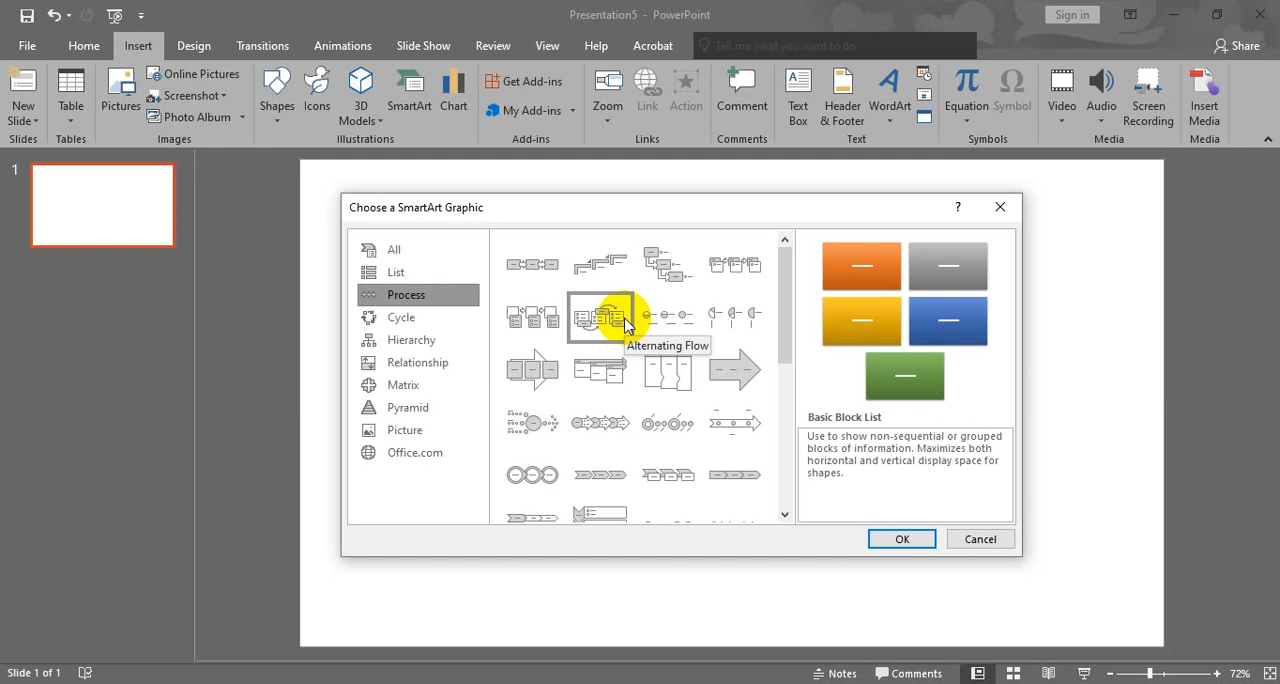 Presentation5 - PowerPoint
Sign in
File Home Insert Design Transitions Animations Slide Show Review View Help Acrobat Tell me what you want to do Share
New Slide
Slides
Table
Tables
Pictures
Online Pictures
Screenshot
Photo Album
Images
Shapes
Icons
3D Models
SmartArt
Chart
Illustrations
Get Add-ins
My Add-ins
Add-ins
Zoom
Link
Action
Links
Comment
Comments
Text Box
Header & Footer
WordArt
Text
Equation
Symbol
Symbols
Video
Audio
Screen Recording
Media
Insert Media
Media
1
Choose a SmartArt Graphic
?
All
List
Process
Cycle
Hierarchy
Relationship
Matrix
Pyramid
Picture
Office.com
Alternating Flow
Basic Block List
Use to show non-sequential or grouped
blocks of information. Maximizes both
horizontal and vertical display space for
shapes.
OK
Cancel
Slide 1 of 1
Notes
Comments
72%